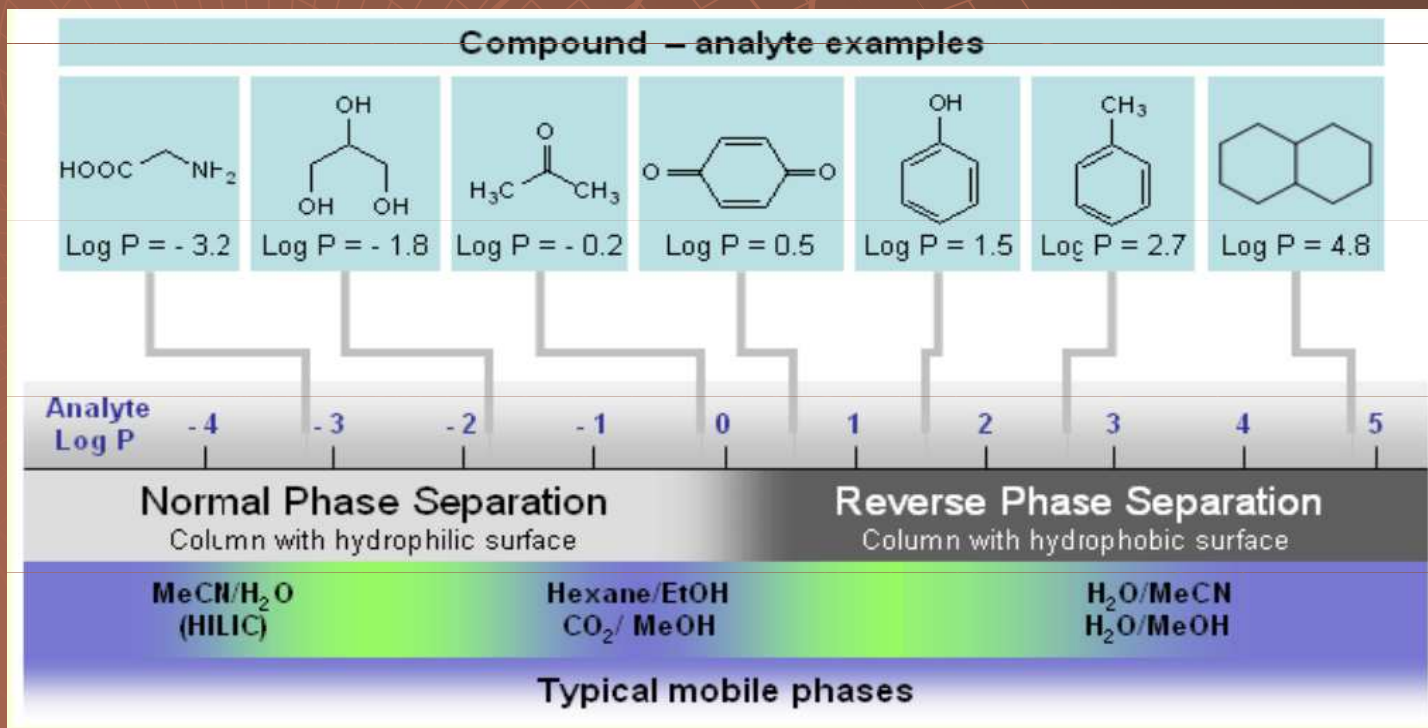 Compound – analyte examples
HOOC NH₂
Log P = - 3.2
OH
OH OH
Log P = - 1.8
O
H₃C CH₃
Log P = - 0.2
O O
Log P = 0.5
OH
Log P = 1.5
CH₃
Log P = 2.7
Log P = 4.8
Analyte
Log P
- 4 - 3 - 2 - 1 0 1 2 3 4 5
Normal Phase Separation
Column with hydrophilic surface
Reverse Phase Separation
Column with hydrophobic surface
MeCN/H₂O
(HILIC)
Hexane/EtOH
CO₂/ MeOH
H₂O/MeCN
H₂O/MeOH
Typical mobile phases